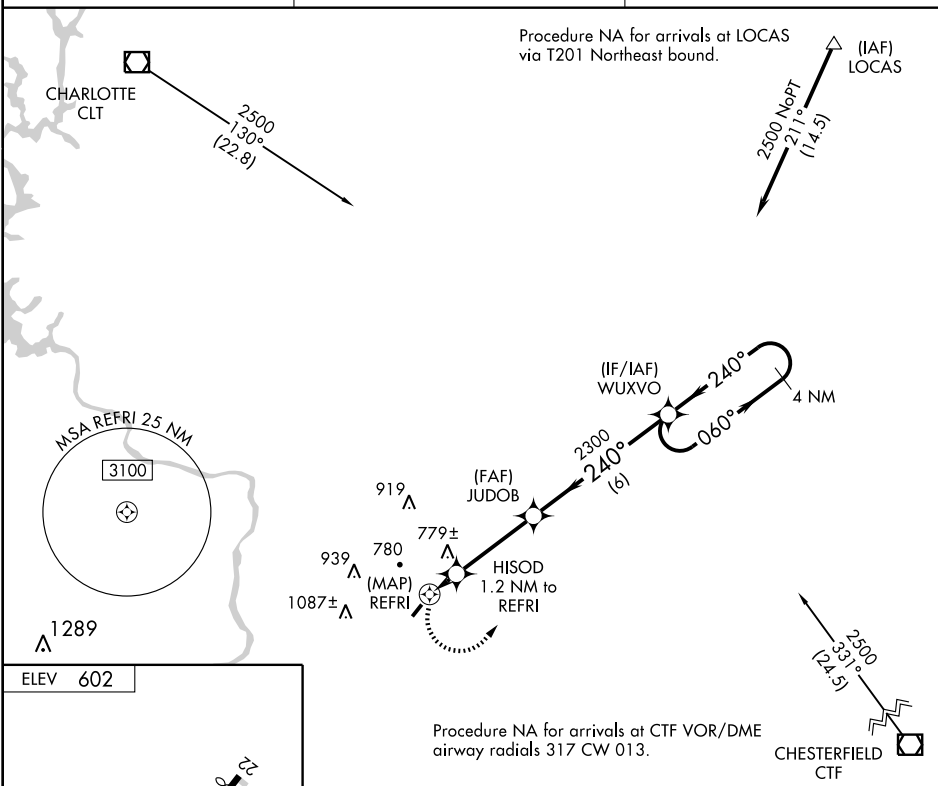 Procedure NA for arrivals at LOCAS
via T201 Northeast bound.
(IAF)
LOCAS
CHARLOTTE
CLT
2500
130°
(22.8)
2500 NoPT
211°
(14.5)
(IF/IAF)
WUXVO
240°
4 NM
060°
2300
240°
(6)
MSA REFRI 25 NM
3100
(FAF)
JUDOB
919
779±
939
780
HISOD
1.2 NM to
REFRI
(MAP)
REFRI
1087±
1289
2500
331°
(24.5)
ELEV 602
Procedure NA for arrivals at CTF VOR/DME
airway radials 317 CW 013.
CHESTERFIELD
CTF
22